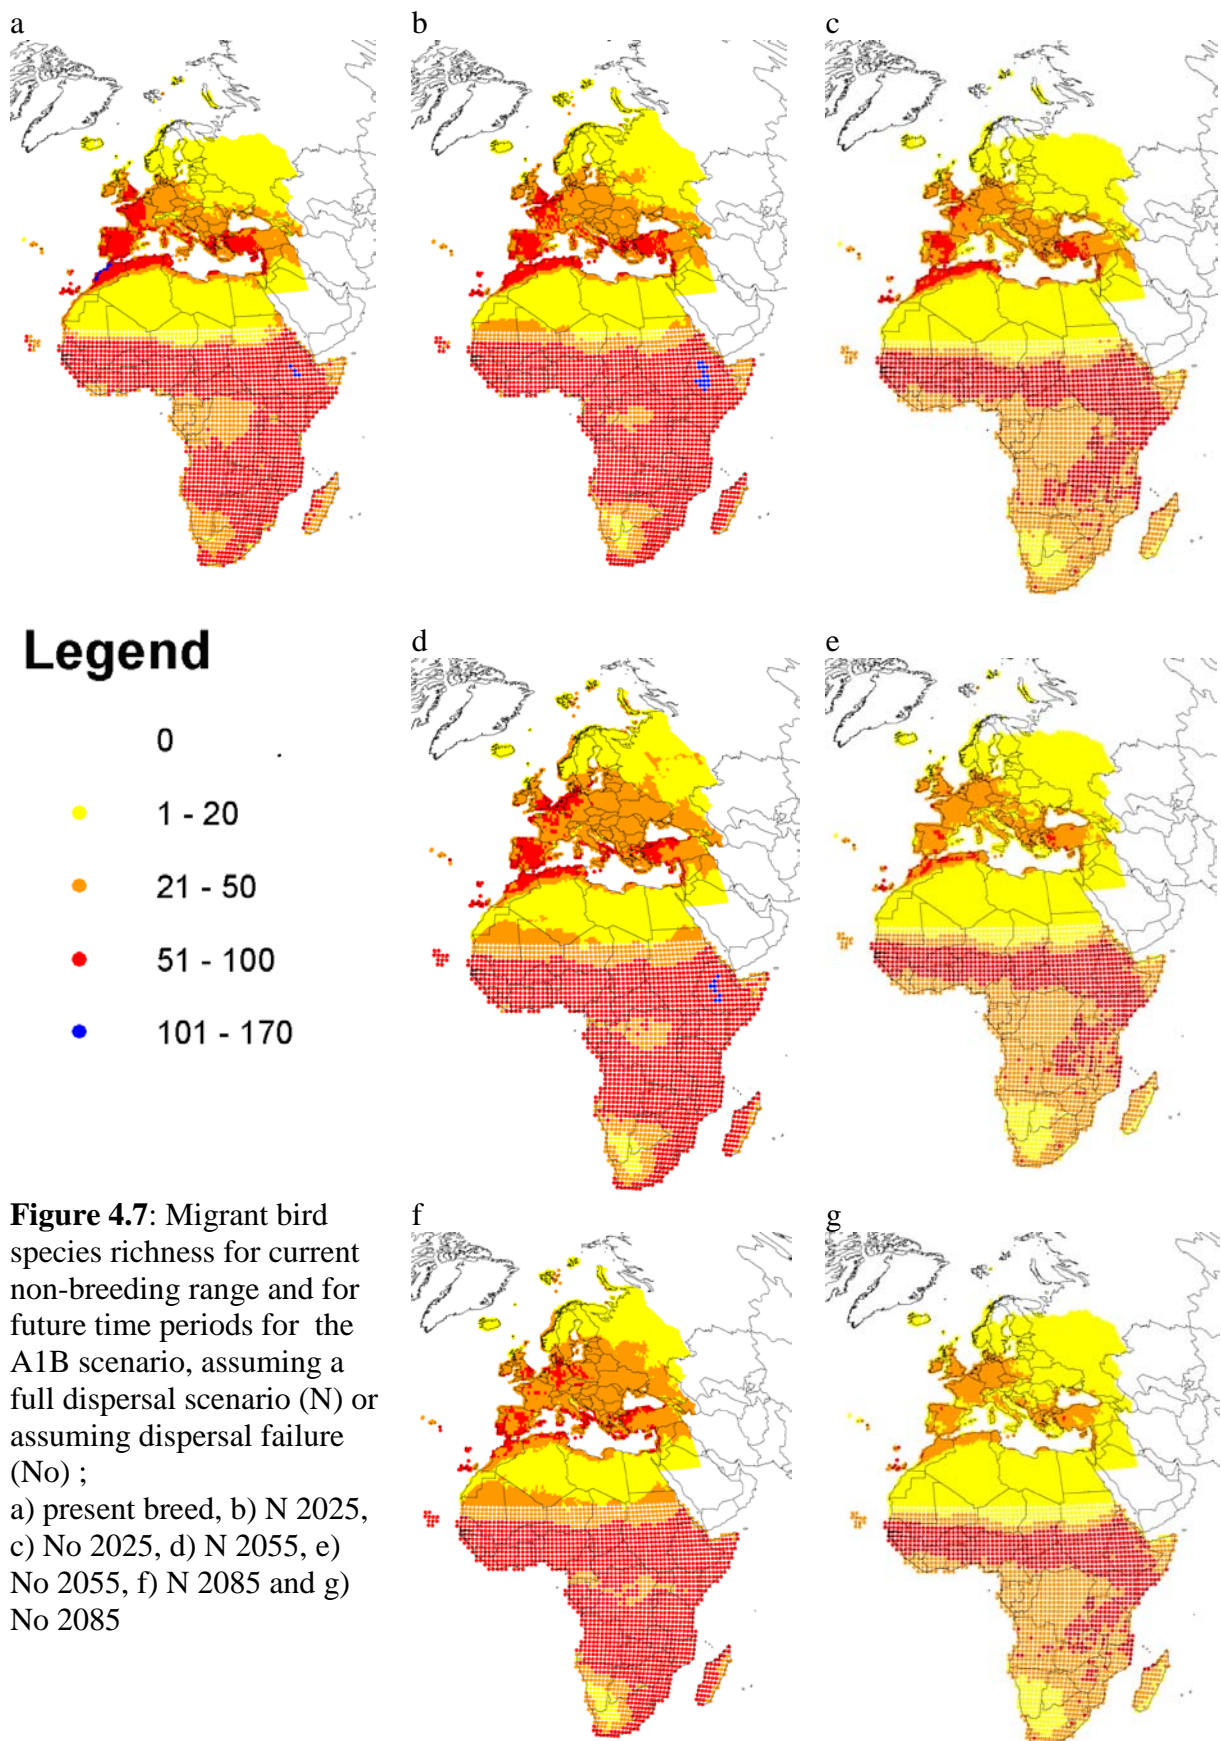 a
b
c
Legend
0
1 - 20
21 - 50
51 - 100
101 - 170
d
e
Figure 4.7: Migrant bird
species richness for current
non-breeding range and for
future time periods for the
A1B scenario, assuming a
full dispersal scenario (N) or
assuming dispersal failure
(No) ;
a) present breed, b) N 2025,
c) No 2025, d) N 2055, e)
No 2055, f) N 2085 and g)
No 2085
f
g